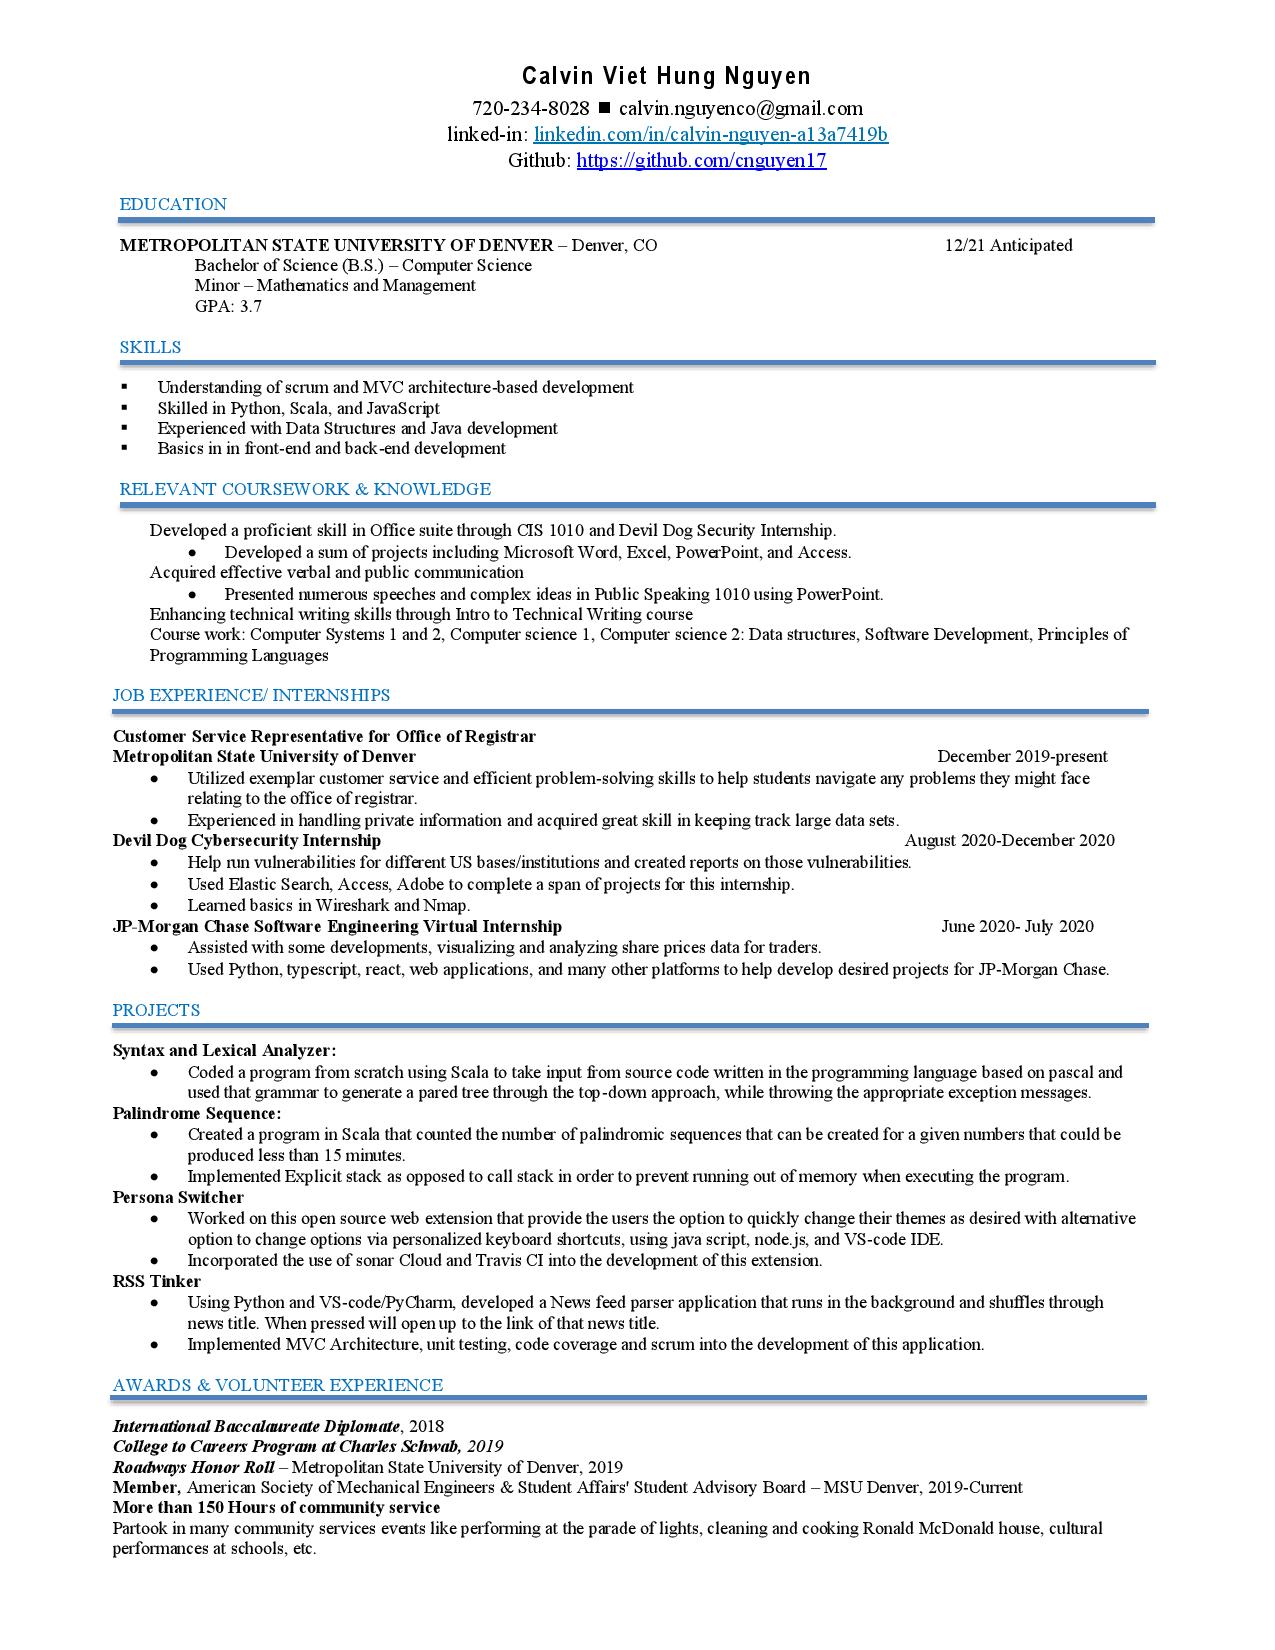 Calvin Viet Hung Nguyen
720-234-8028 ■ calvin.nguyenco@gmail.com
linked-in: linkedin.com/in/calvin-nguyen-a13a7419b
Github: https://github.com/cnguyen17
EDUCATION
METROPOLITAN STATE UNIVERSITY OF DENVER – Denver, CO 12/21 Anticipated
Bachelor of Science (B.S.) – Computer Science
Minor – Mathematics and Management
GPA: 3.7
SKILLS
▪ Understanding of scrum and MVC architecture-based development
▪ Skilled in Python, Scala, and JavaScript
▪ Experienced with Data Structures and Java development
▪ Basics in in front-end and back-end development
RELEVANT COURSEWORK & KNOWLEDGE
Developed a proficient skill in Office suite through CIS 1010 and Devil Dog Security Internship.
● Developed a sum of projects including Microsoft Word, Excel, PowerPoint, and Access.
Acquired effective verbal and public communication
● Presented numerous speeches and complex ideas in Public Speaking 1010 using PowerPoint.
Enhancing technical writing skills through Intro to Technical Writing course
Course work: Computer Systems 1 and 2, Computer science 1, Computer science 2: Data structures, Software Development, Principles of
Programming Languages
JOB EXPERIENCE/ INTERNSHIPS
Customer Service Representative for Office of Registrar
Metropolitan State University of Denver December 2019-present
● Utilized exemplar customer service and efficient problem-solving skills to help students navigate any problems they might face
relating to the office of registrar.
● Experienced in handling private information and acquired great skill in keeping track large data sets.
Devil Dog Cybersecurity Internship August 2020-December 2020
● Help run vulnerabilities for different US bases/institutions and created reports on those vulnerabilities.
● Used Elastic Search, Access, Adobe to complete a span of projects for this internship.
● Learned basics in Wireshark and Nmap.
JP-Morgan Chase Software Engineering Virtual Internship June 2020- July 2020
● Assisted with some developments, visualizing and analyzing share prices data for traders.
● Used Python, typescript, react, web applications, and many other platforms to help develop desired projects for JP-Morgan Chase.
PROJECTS
Syntax and Lexical Analyzer:
● Coded a program from scratch using Scala to take input from source code written in the programming language based on pascal and
used that grammar to generate a pared tree through the top-down approach, while throwing the appropriate exception messages.
Palindrome Sequence:
● Created a program in Scala that counted the number of palindromic sequences that can be created for a given numbers that could be
produced less than 15 minutes.
● Implemented Explicit stack as opposed to call stack in order to prevent running out of memory when executing the program.
Persona Switcher
● Worked on this open source web extension that provide the users the option to quickly change their themes as desired with alternative
option to change options via personalized keyboard shortcuts, using java script, node.js, and VS-code IDE.
● Incorporated the use of sonar Cloud and Travis CI into the development of this extension.
RSS Tinker
● Using Python and VS-code/PyCharm, developed a News feed parser application that runs in the background and shuffles through
news title. When pressed will open up to the link of that news title.
● Implemented MVC Architecture, unit testing, code coverage and scrum into the development of this application.
AWARDS & VOLUNTEER EXPERIENCE
International Baccalaureate Diplomate, 2018
College to Careers Program at Charles Schwab, 2019
Roadways Honor Roll – Metropolitan State University of Denver, 2019
Member, American Society of Mechanical Engineers & Student Affairs' Student Advisory Board – MSU Denver, 2019-Current
More than 150 Hours of community service
Partook in many community services events like performing at the parade of lights, cleaning and cooking Ronald McDonald house, cultural
performances at schools, etc.